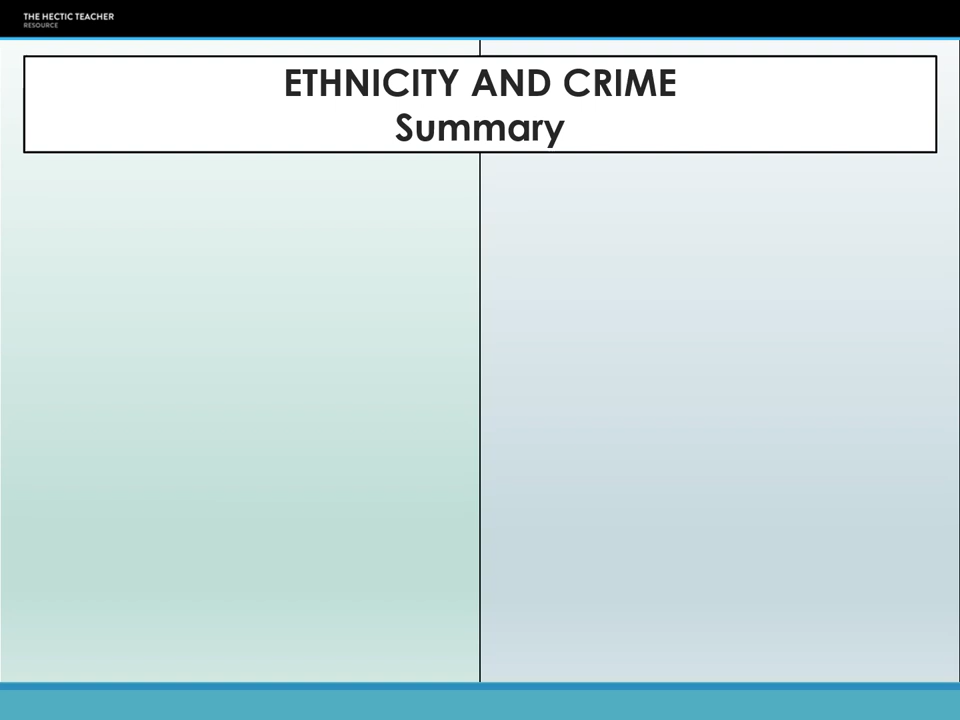 THE HECTIC TEACHER
RESOURCE
ETHNICITY AND CRIME
Summary